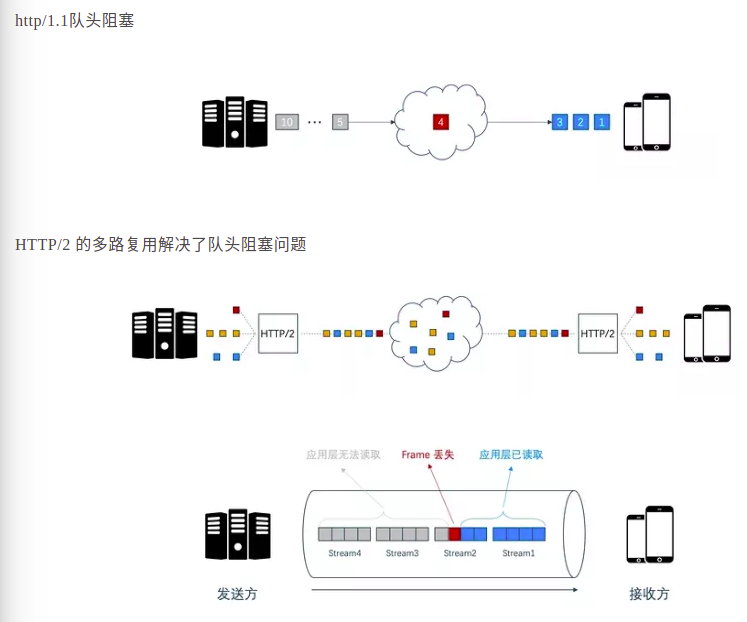 http/1.1队头阻塞
10 ··· 5 4 3 2 1
HTTP/2 的多路复用解决了队头阻塞问题
HTTP/2 HTTP/2
应用层无法读取 Frame 丢失 应用层已读取
Stream4 Stream3 Stream2 Stream1
发送方 接收方